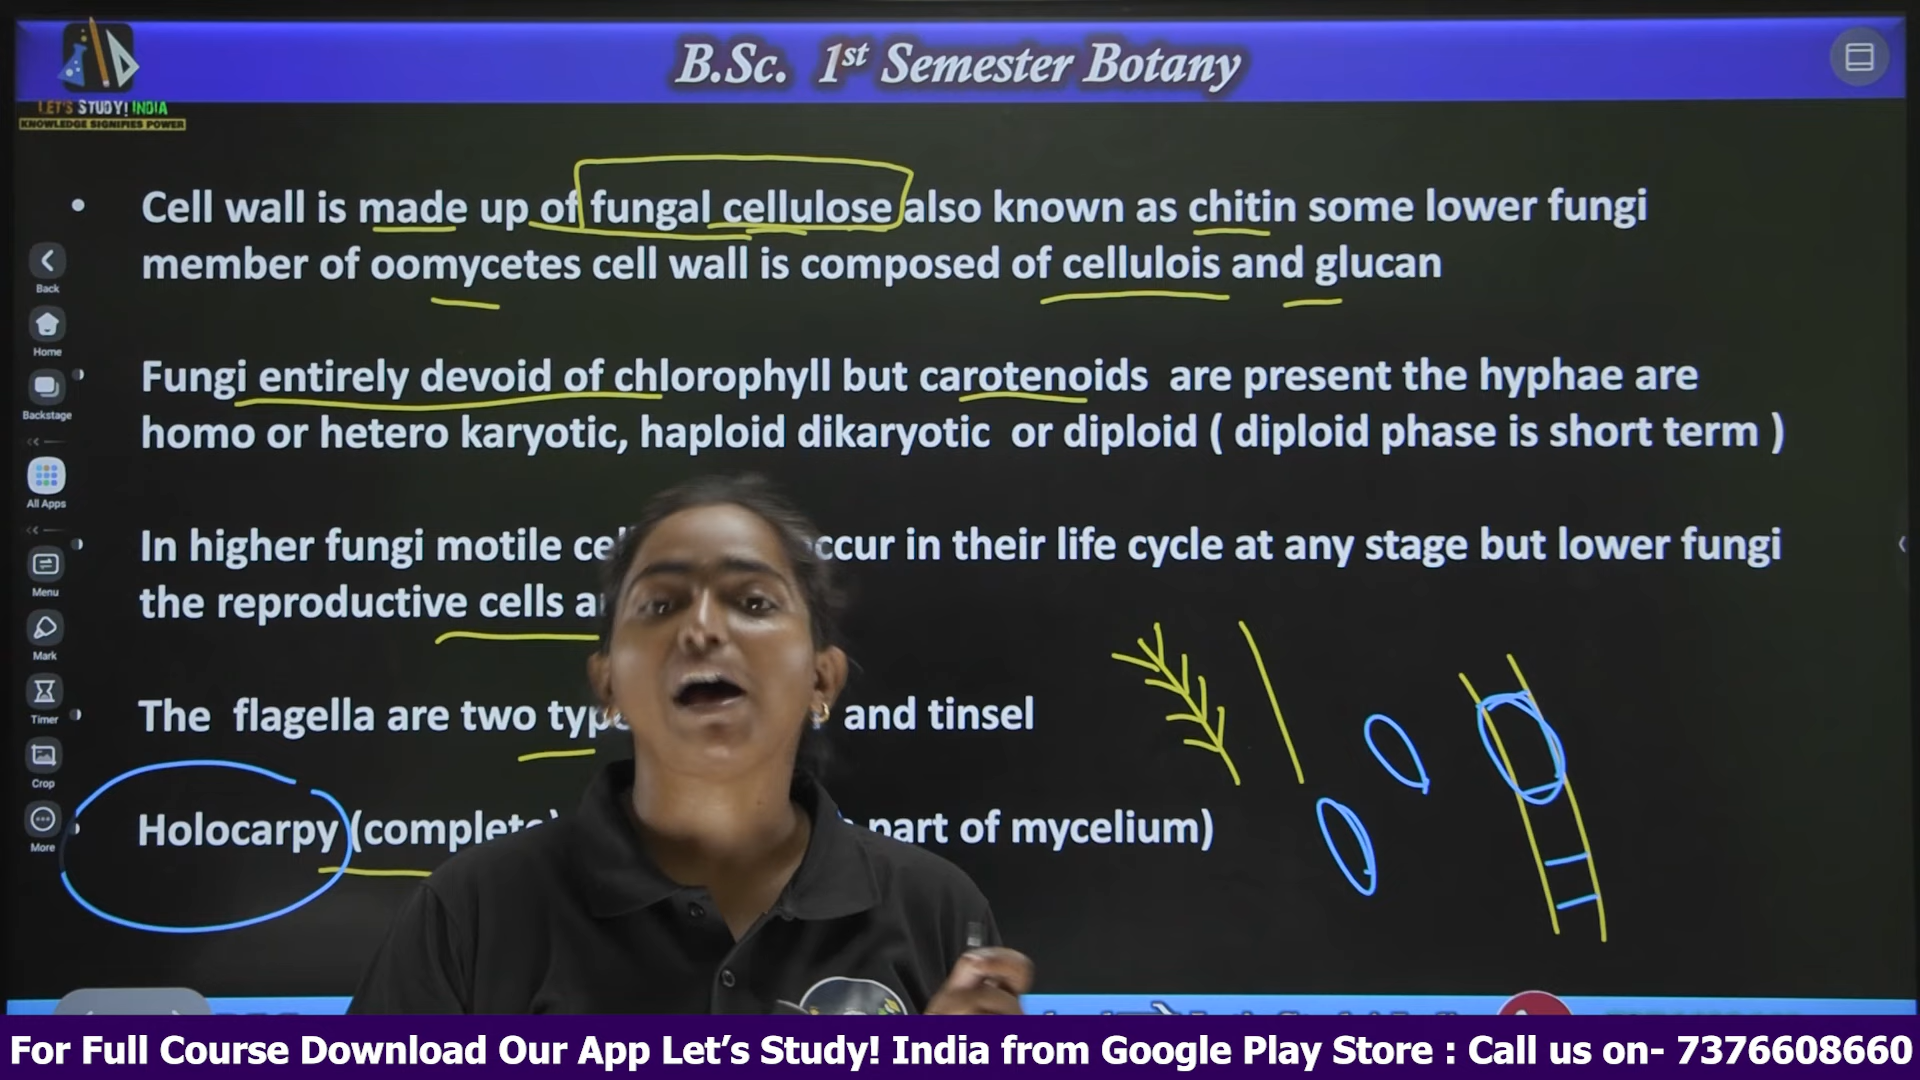 B.Sc. 1st Semester Botany
LET'S STUDY! INDIA
KNOWLEDGE SIGNIFIES POWER
• Cell wall is made up of fungal cellulose also known as chitin some lower fungi
member of oomycetes cell wall is composed of cellulois and glucan
Fungi entirely devoid of chlorophyll but carotenoids are present the hyphae are
homo or hetero karyotic, haploid dikaryotic or diploid ( diploid phase is short term )
In higher fungi motile in their life cycle at any stage but lower fungi
the reproductive cells
The flagella are two and tinsel
Holocarpy (complete) part of mycelium)
Back
Home
Backstage
All Apps
Menu
Mark
Timer
Crop
More
For Full Course Download Our App Let's Study! India from Google Play Store : Call us on- 7376608660